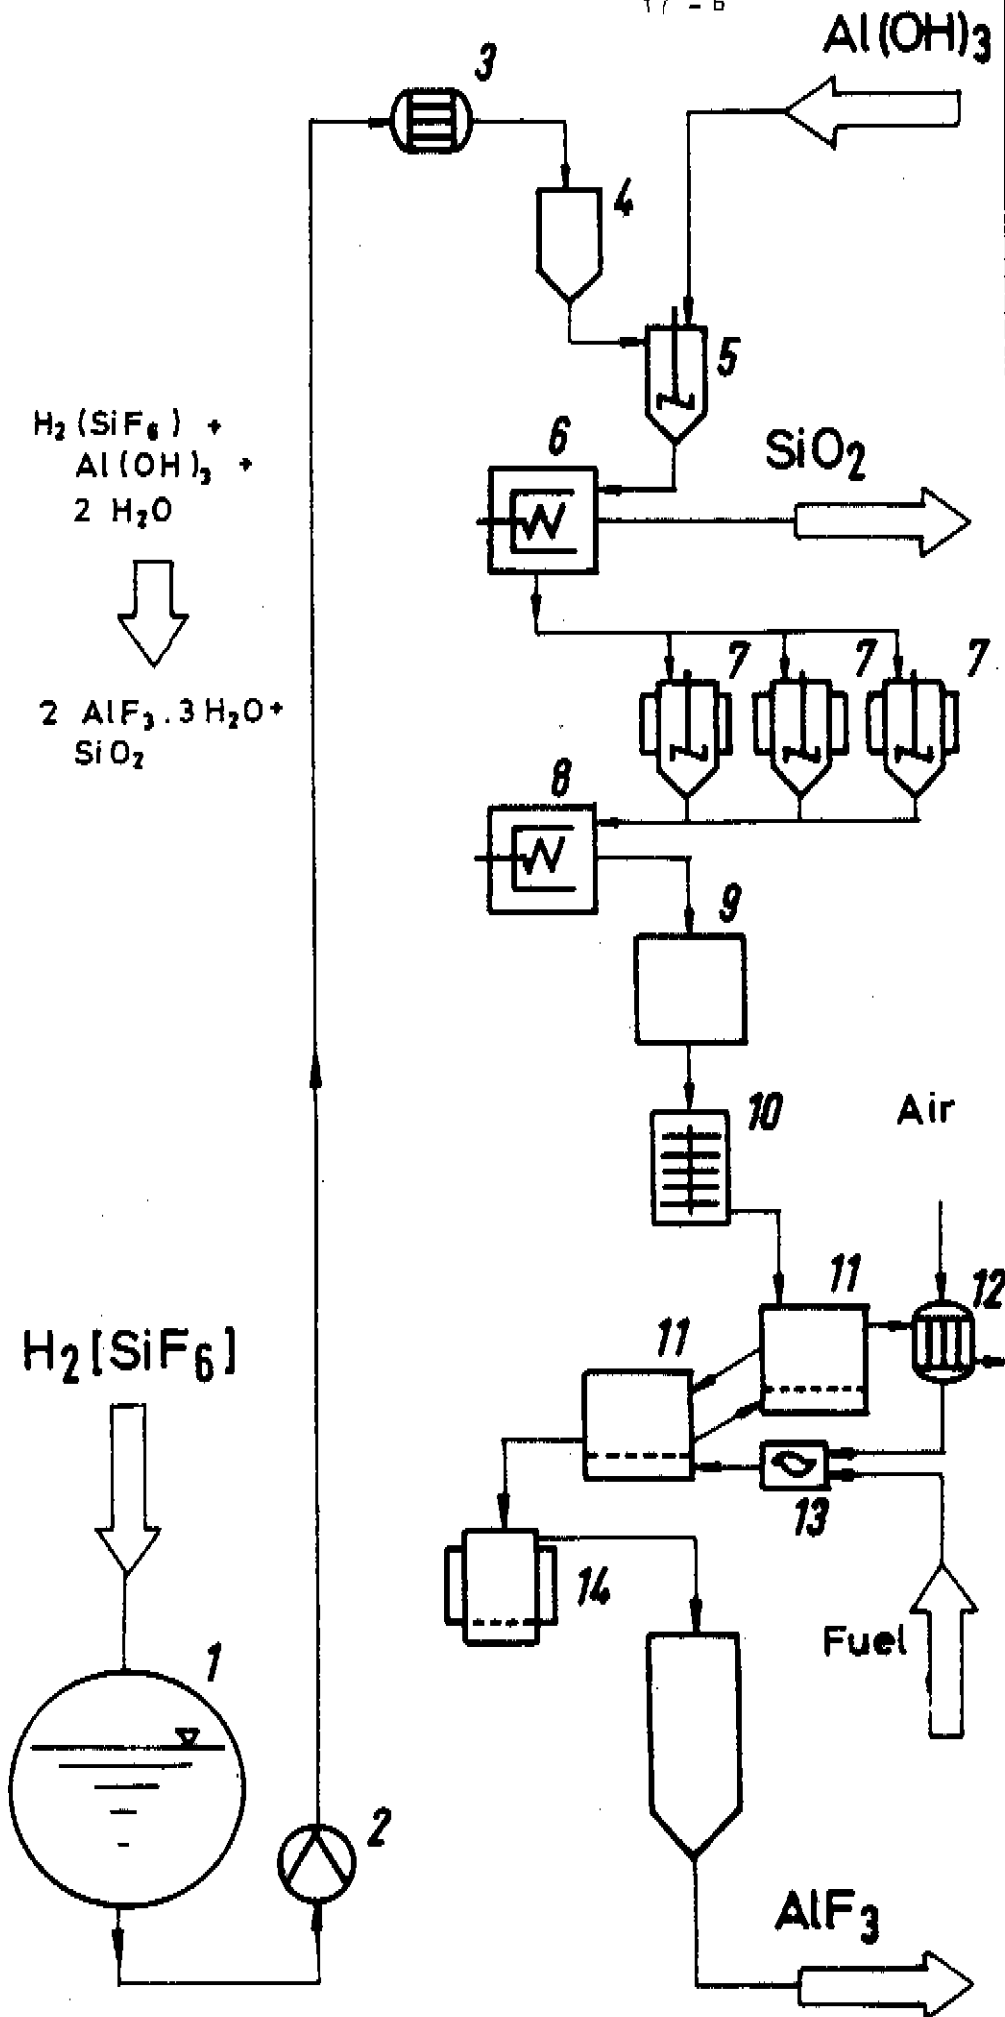 Al(OH)₃
3
4
5
H₂(SiF₆) +
Al(OH)₃ +
2 H₂O
6
SiO₂
2 AlF₃.3H₂O+
SiO₂
7 7 7
8
9
10
Air
11
12
11
H₂[SiF₆]
13
14
Fuel
1
2
AlF₃